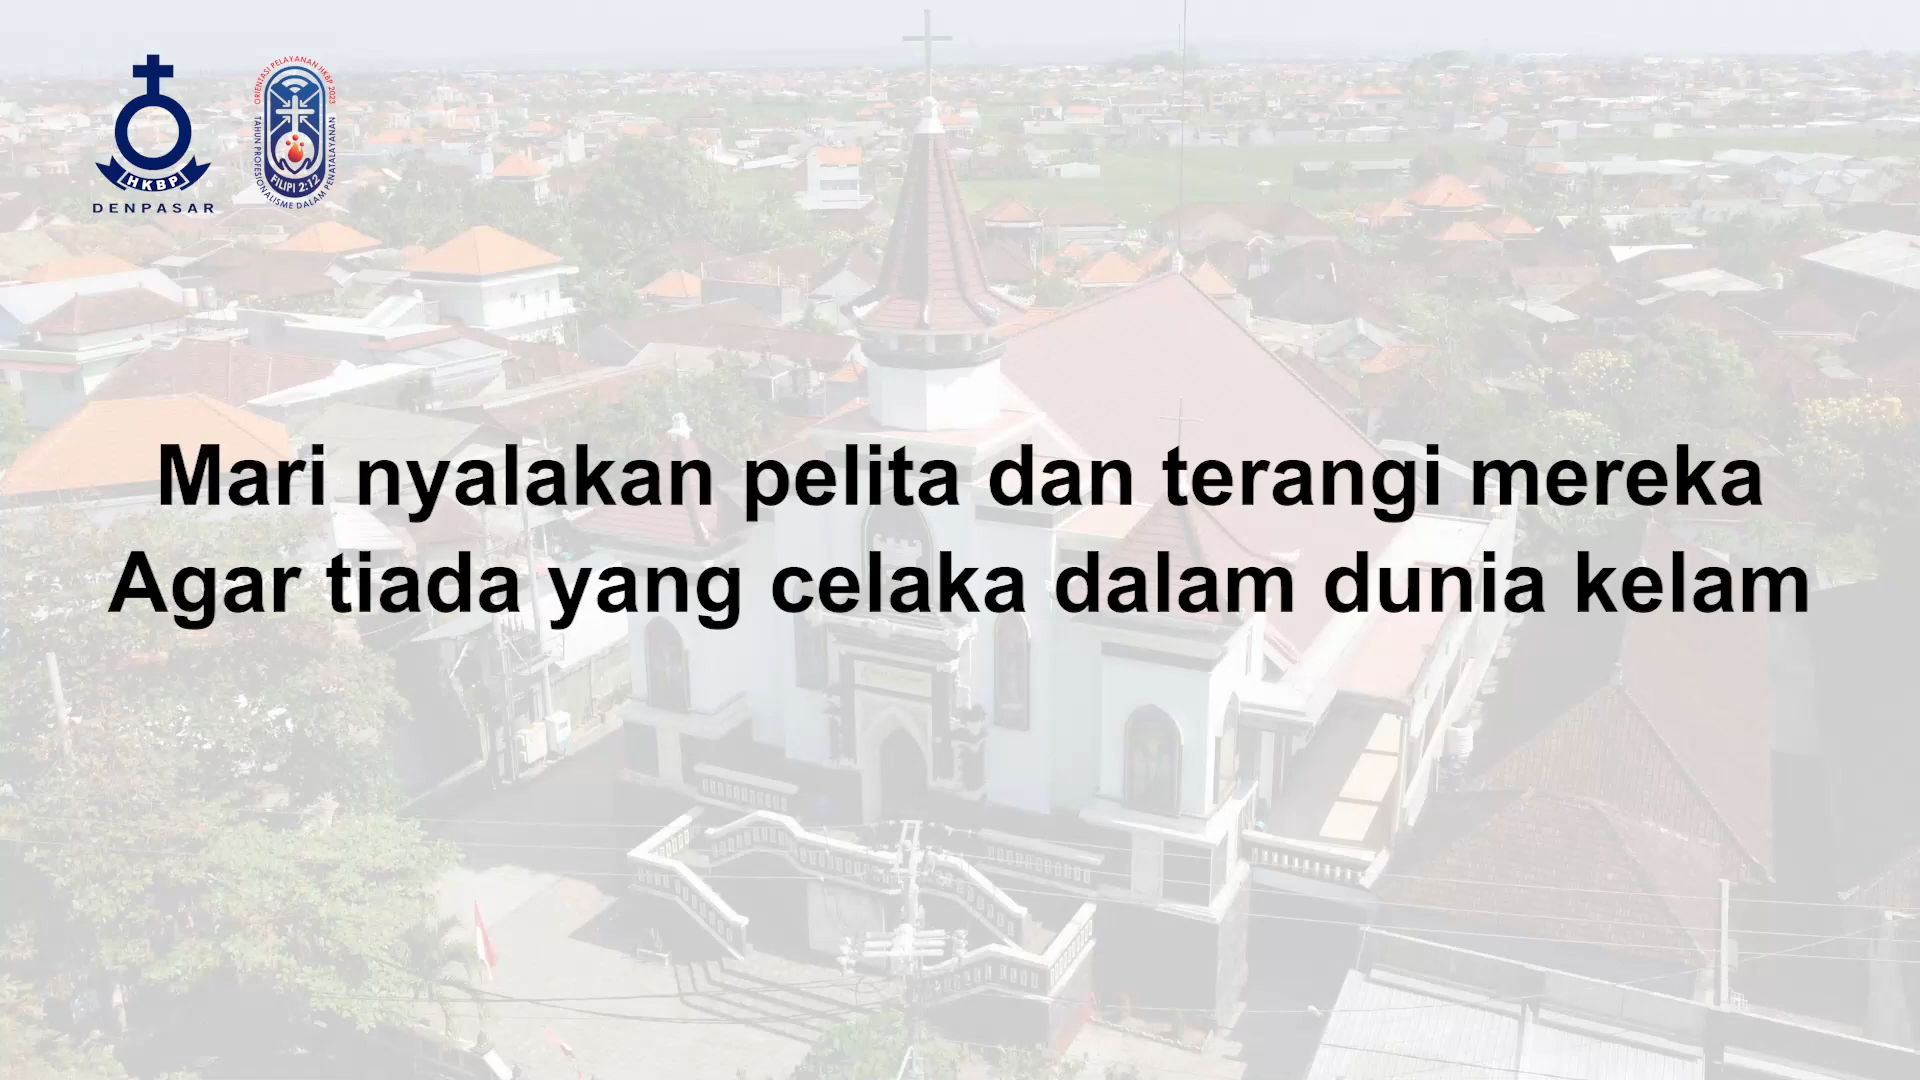 HKBP
DENPASAR
ORIENTASI PELAYANAN HKBP 2023
TAHUN PROFESIONALISME DALAM PENATALAYANAN
FILIPI 2:12
Mari nyalakan pelita dan terangi mereka
Agar tiada yang celaka dalam dunia kelam